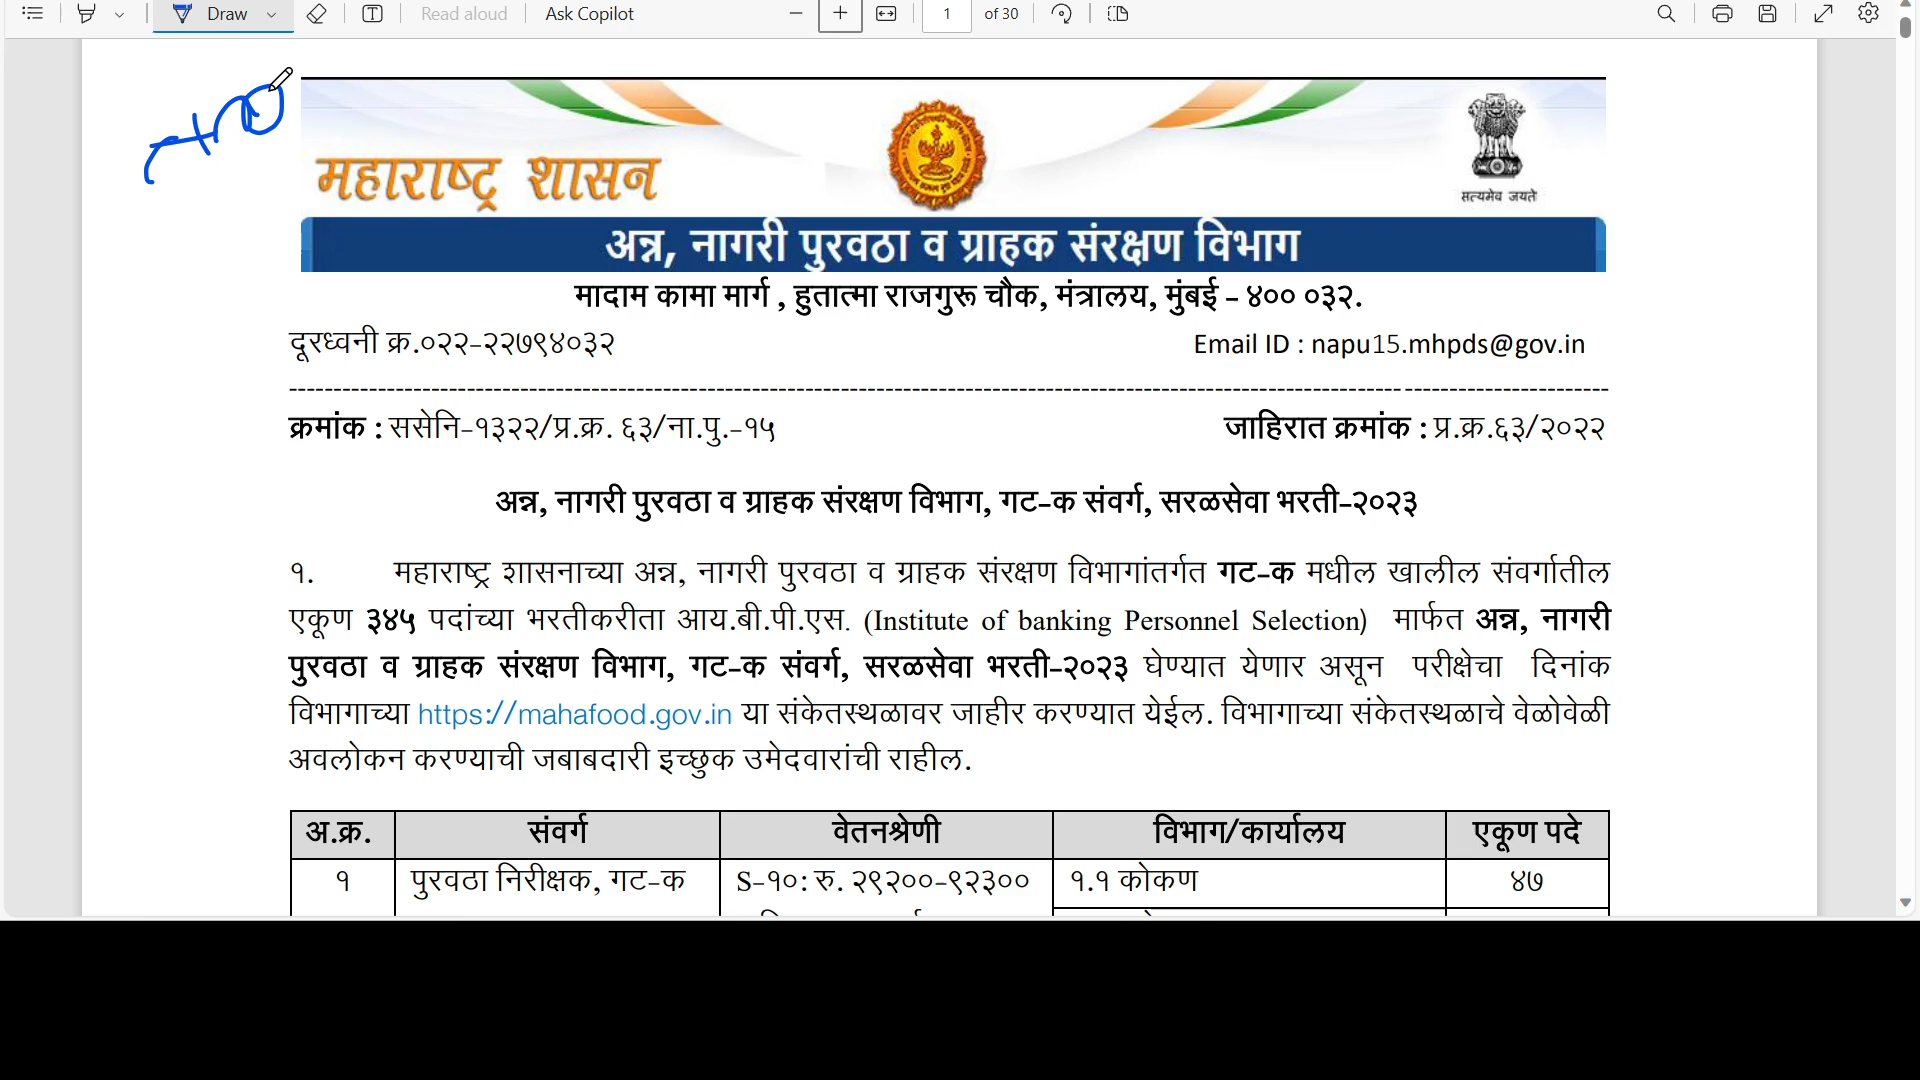 Draw Read aloud Ask Copilot 1 of 30
महाराष्ट्र शासन
सत्यमेव जयते
अन्न, नागरी पुरवठा व ग्राहक संरक्षण विभाग
मादाम कामा मार्ग , हुतात्मा राजगुरू चौक, मंत्रालय, मुंबई – ४०० ०३२.
दूरध्वनी क्र.०२२-२२७९४०३२ Email ID : napu15.mhpds@gov.in
क्रमांक : ससेनि-१३२२/प्र.क्र. ६३/ना.पु.-१५ जाहिरात क्रमांक : प्र.क्र.६३/२०२२
अन्न, नागरी पुरवठा व ग्राहक संरक्षण विभाग, गट-क संवर्ग, सरळसेवा भरती-२०२३
१. महाराष्ट्र शासनाच्या अन्न, नागरी पुरवठा व ग्राहक संरक्षण विभागांतर्गत गट-क मधील खालील संवर्गातील
एकूण ३४५ पदांच्या भरतीकरीता आय.बी.पी.एस. (Institute of banking Personnel Selection) मार्फत अन्न, नागरी
पुरवठा व ग्राहक संरक्षण विभाग, गट-क संवर्ग, सरळसेवा भरती-२०२३ घेण्यात येणार असून परीक्षेचा दिनांक
विभागाच्या https://mahafood.gov.in या संकेतस्थळावर जाहीर करण्यात येईल. विभागाच्या संकेतस्थळाचे वेळोवेळी
अवलोकन करण्याची जबाबदारी इच्छुक उमेदवारांची राहील.
अ.क्र. संवर्ग वेतनश्रेणी विभाग/कार्यालय एकूण पदे
१ पुरवठा निरीक्षक, गट-क S-१०: रु. २९२००-९२३०० १.१ कोकण ४७